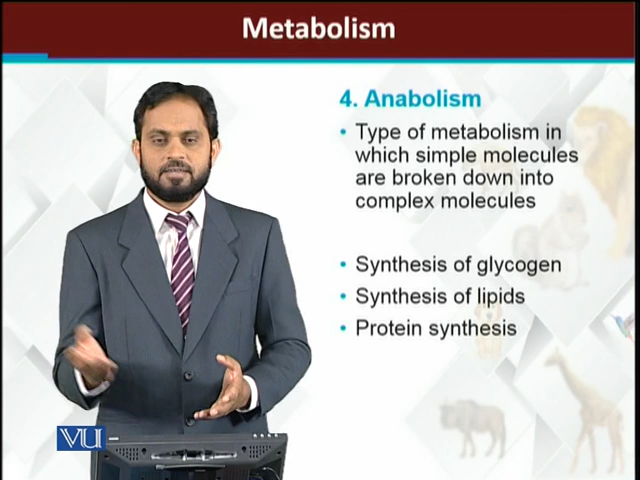 Metabolism
4. Anabolism
• Type of metabolism in
which simple molecules
are broken down into
complex molecules
• Synthesis of glycogen
• Synthesis of lipids
• Protein synthesis
VU